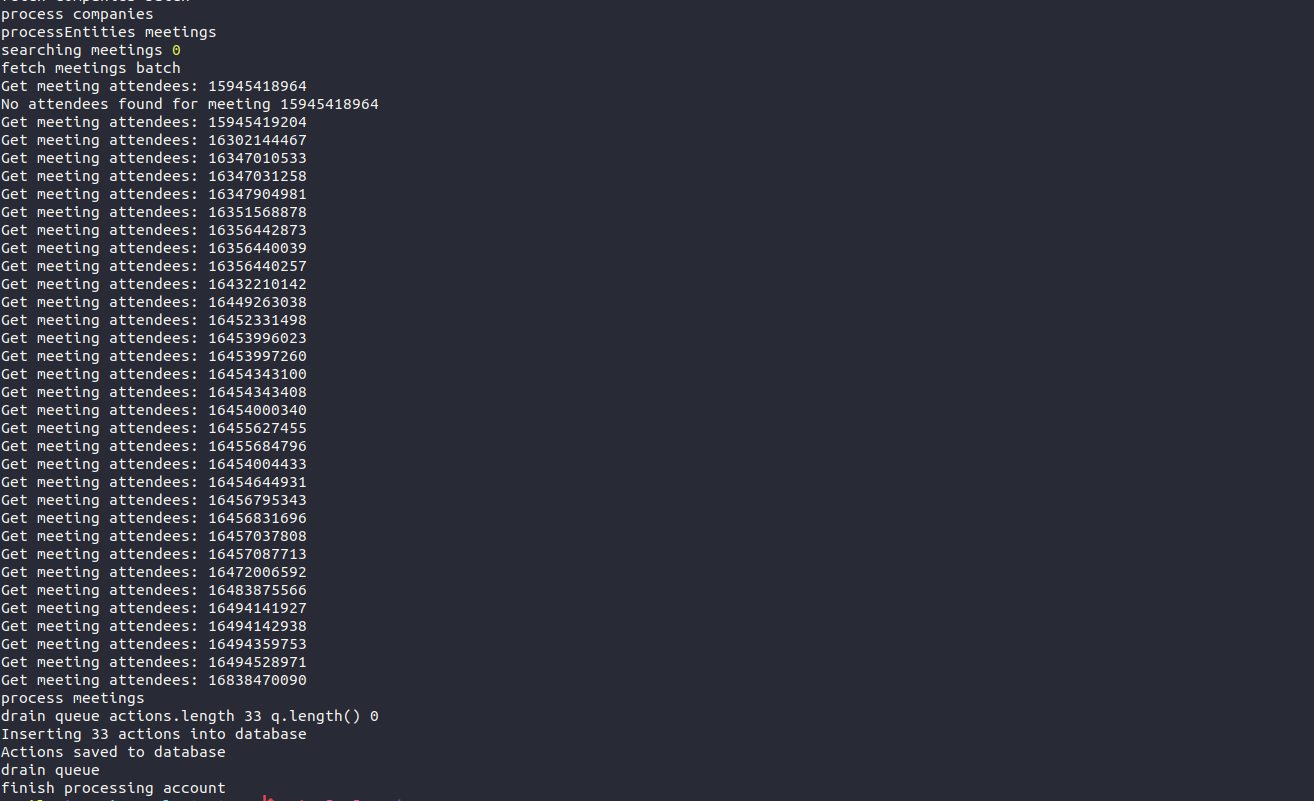 process companies
processEntities meetings
searching meetings 0
fetch meetings batch
Get meeting attendees: 15945418964
No attendees found for meeting 15945418964
Get meeting attendees: 15945419204
Get meeting attendees: 16302144467
Get meeting attendees: 16347010533
Get meeting attendees: 16347031258
Get meeting attendees: 16347904981
Get meeting attendees: 16351568878
Get meeting attendees: 16356442873
Get meeting attendees: 16356440039
Get meeting attendees: 16356440257
Get meeting attendees: 16432210142
Get meeting attendees: 16449263038
Get meeting attendees: 16452331498
Get meeting attendees: 16453996023
Get meeting attendees: 16453997260
Get meeting attendees: 16454343100
Get meeting attendees: 16454343408
Get meeting attendees: 16454000340
Get meeting attendees: 16455627455
Get meeting attendees: 16455684796
Get meeting attendees: 16454004433
Get meeting attendees: 16454644931
Get meeting attendees: 16456795343
Get meeting attendees: 16456831696
Get meeting attendees: 16457037808
Get meeting attendees: 16457087713
Get meeting attendees: 16472006592
Get meeting attendees: 16483875566
Get meeting attendees: 16494141927
Get meeting attendees: 16494142938
Get meeting attendees: 16494359753
Get meeting attendees: 16494528971
Get meeting attendees: 16838470090
process meetings
drain queue actions.length 33 q.length() 0
Inserting 33 actions into database
Actions saved to database
drain queue
finish processing account